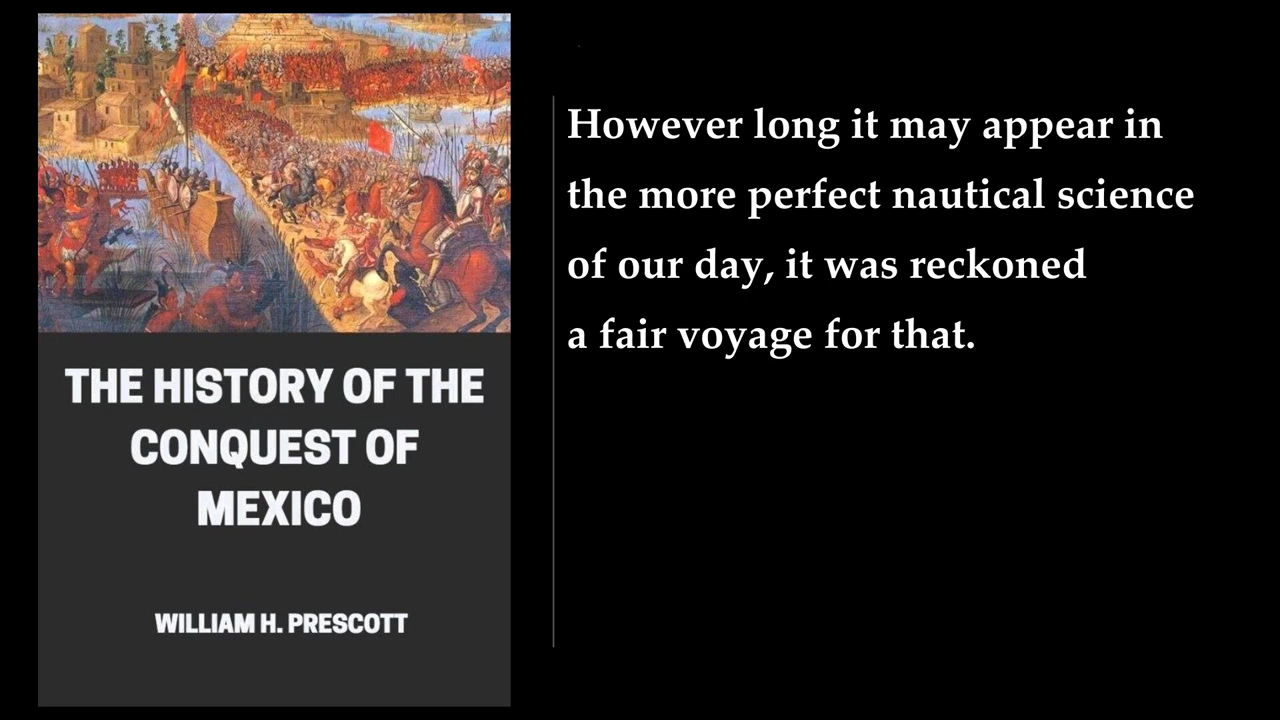 THE HISTORY OF THE
CONQUEST OF
MEXICO
WILLIAM H. PRESCOTT
However long it may appear in
the more perfect nautical science
of our day, it was reckoned
a fair voyage for that.